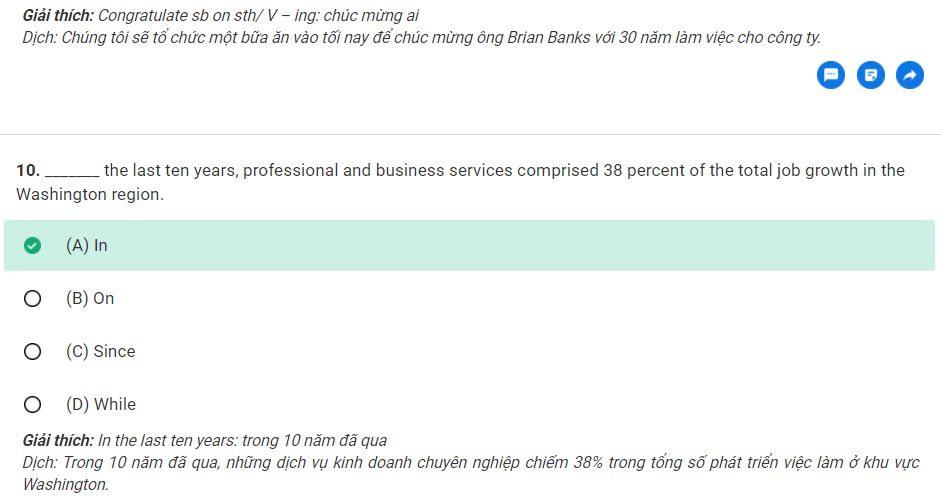 Giải thích: Congratulate sb on sth/ V – ing: chúc mừng ai
Dịch: Chúng tôi sẽ tổ chức một bữa ăn vào tối nay để chúc mừng ông Brian Banks với 30 năm làm việc cho công ty.
10. _______ the last ten years, professional and business services comprised 38 percent of the total job growth in the
Washington region.
(A) In
(B) On
(C) Since
(D) While
Giải thích: In the last ten years: trong 10 năm đã qua
Dịch: Trong 10 năm đã qua, những dịch vụ kinh doanh chuyên nghiệp chiếm 38% trong tổng số phát triển việc làm ở khu vực
Washington.